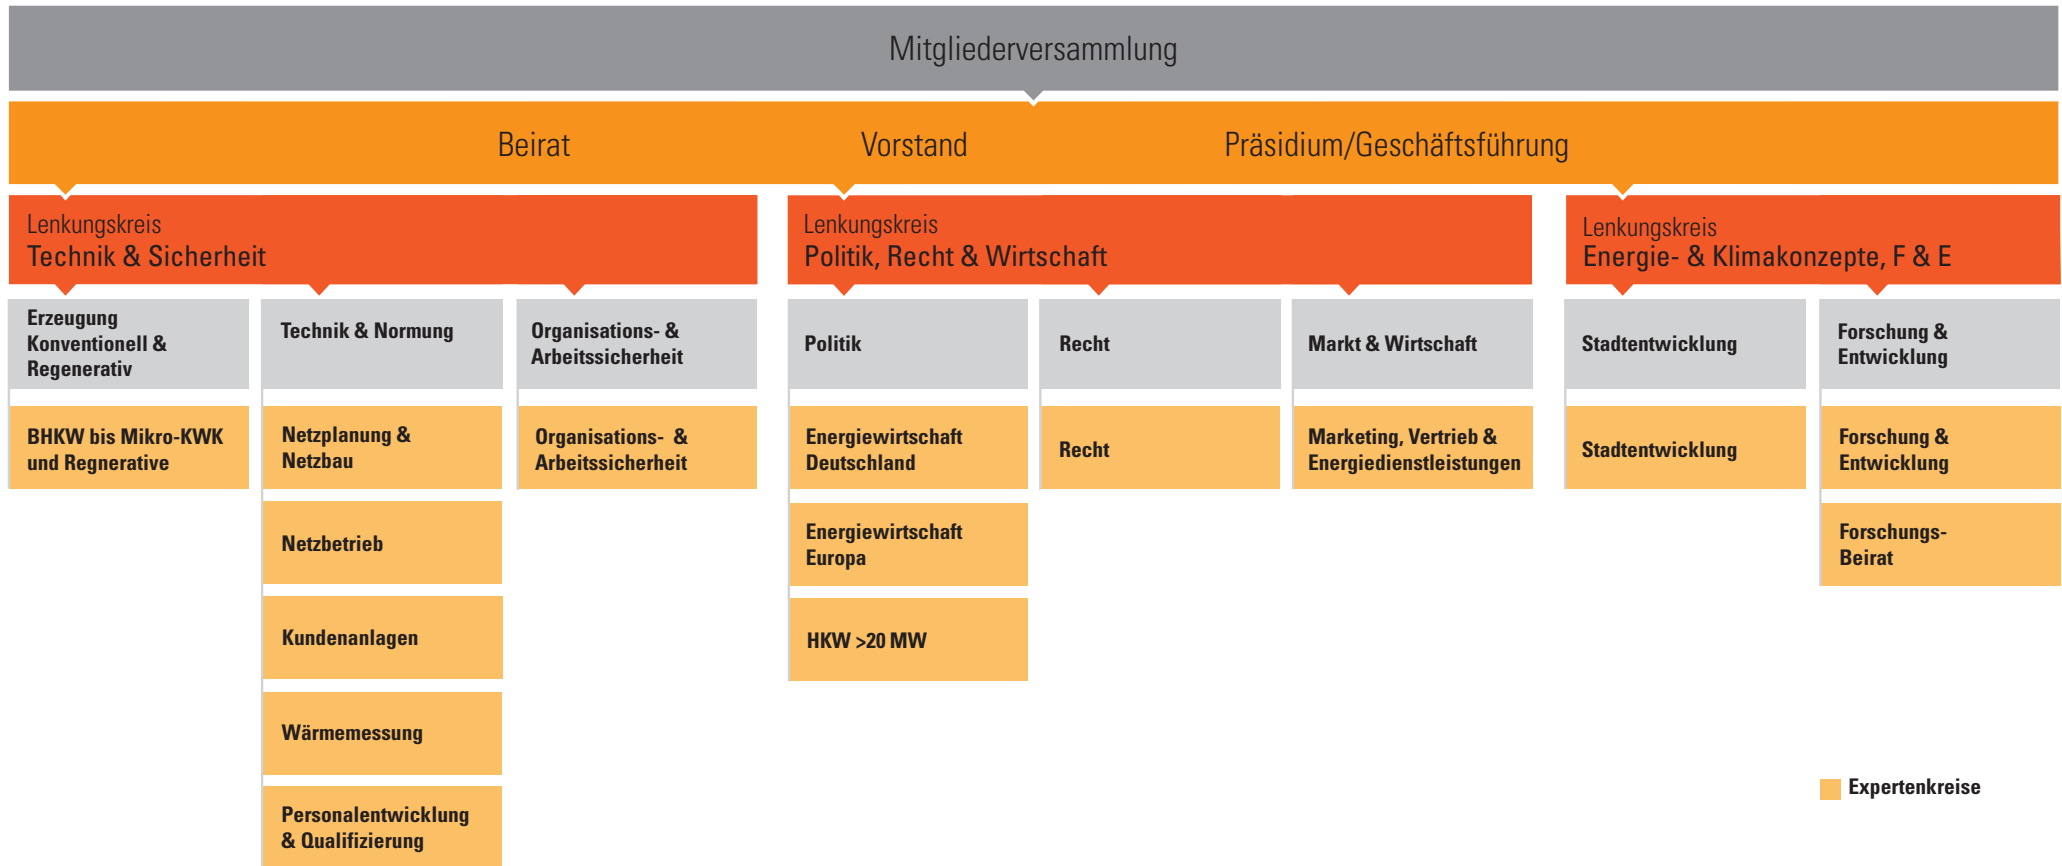 Mitgliederversammlung
Beirat
Vorstand
Präsidium/Geschäftsführung
Lenkungskreis
Technik & Sicherheit
Lenkungskreis
Politik, Recht & Wirtschaft
Lenkungskreis
Energie- & Klimakonzepte, F & E
Erzeugung
Konventionell &
Regenerativ
Technik & Normung
Organisations- &
Arbeitssicherheit
Politik
Recht
Markt & Wirtschaft
Stadtentwicklung
Forschung &
Entwicklung
BHKW bis Mikro-KWK
und Regnerative
Netzplanung &
Netzbau
Organisations- &
Arbeitssicherheit
Energiewirtschaft
Deutschland
Recht
Marketing, Vertrieb &
Energiedienstleistungen
Stadtentwicklung
Forschung &
Entwicklung
Netzbetrieb
Energiewirtschaft
Europa
Forschungs-
Beirat
Kundenanlagen
HKW >20 MW
Wärmemessung
Personalentwicklung
& Qualifizierung
Expertenkreise